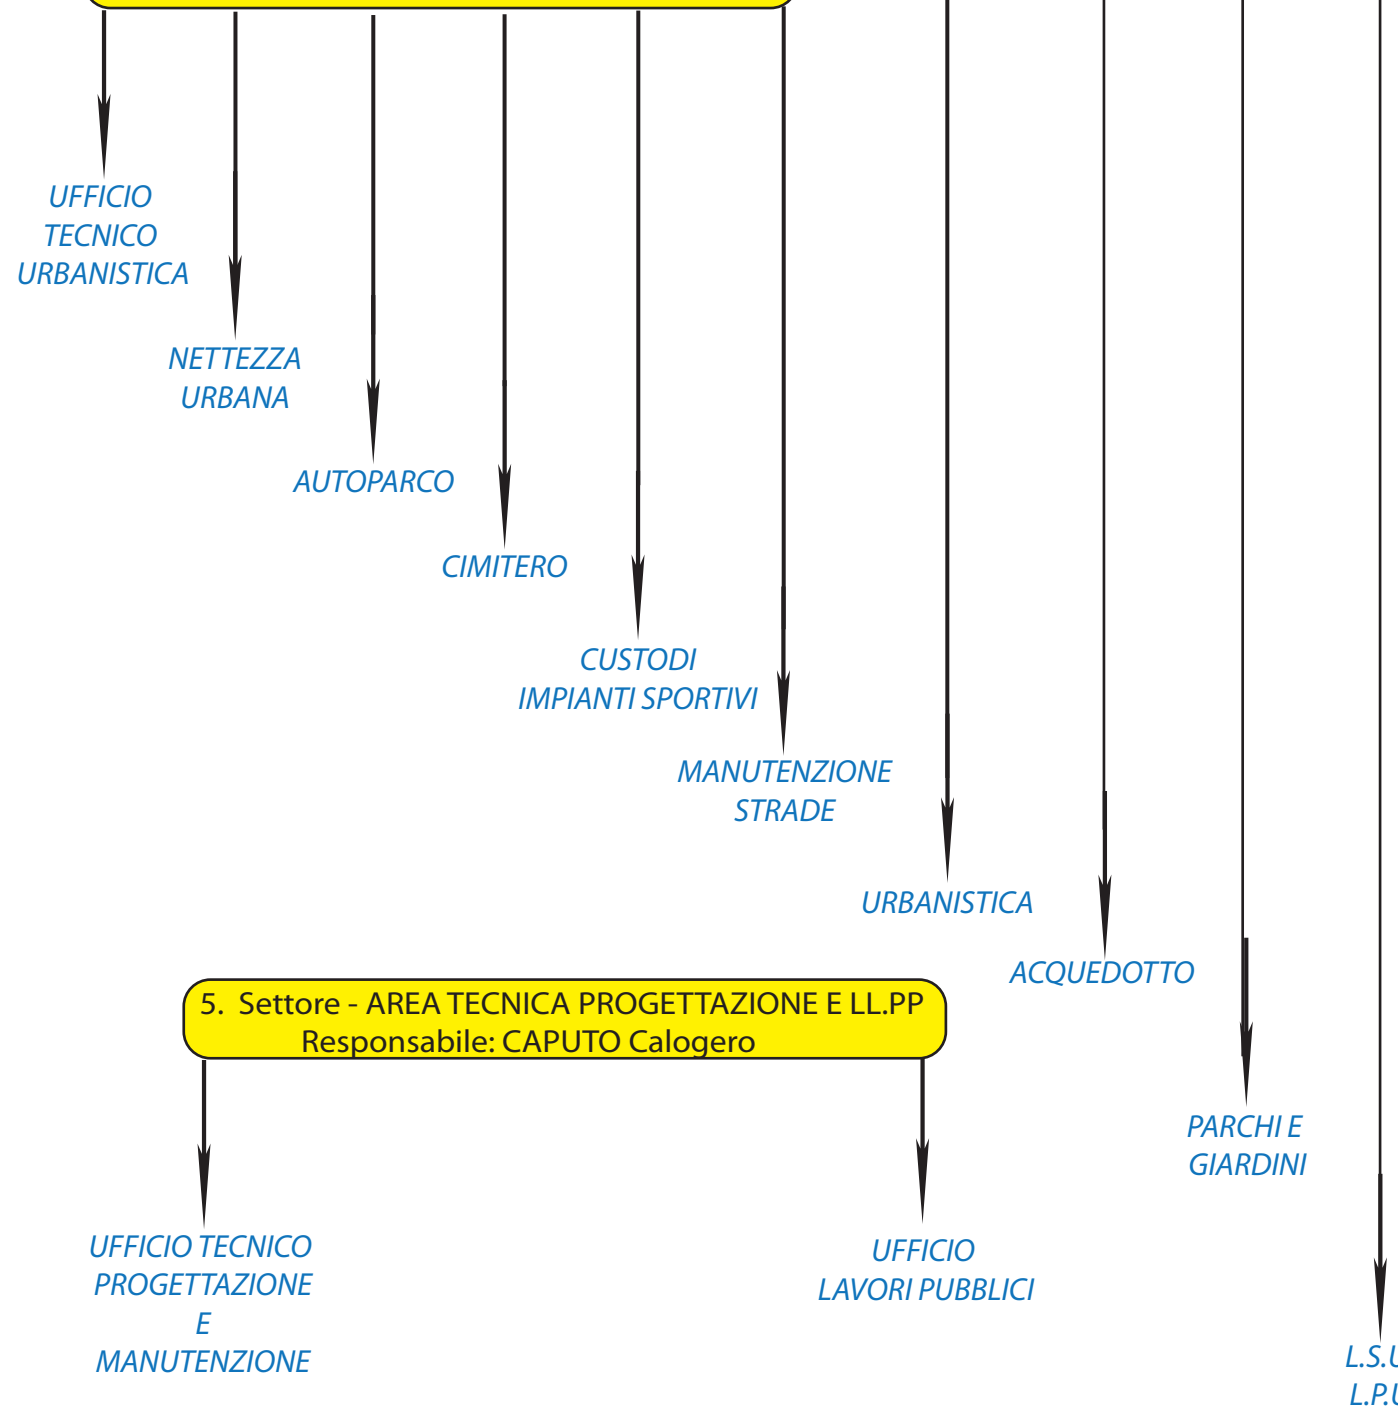 UFFICIO
TECNICO
URBANISTICA
NETTEZZA
URBANA
AUTOPARCO
CIMITERO
CUSTODI
IMPIANTI SPORTIVI
MANUTENZIONE
STRADE
URBANISTICA
ACQUEDOTTO
5. Settore - AREA TECNICA PROGETTAZIONE E LL.PP
Responsabile: CAPUTO Calogero
PARCHI E
GIARDINI
UFFICIO TECNICO
PROGETTAZIONE
E
MANUTENZIONE
UFFICIO
LAVORI PUBBLICI